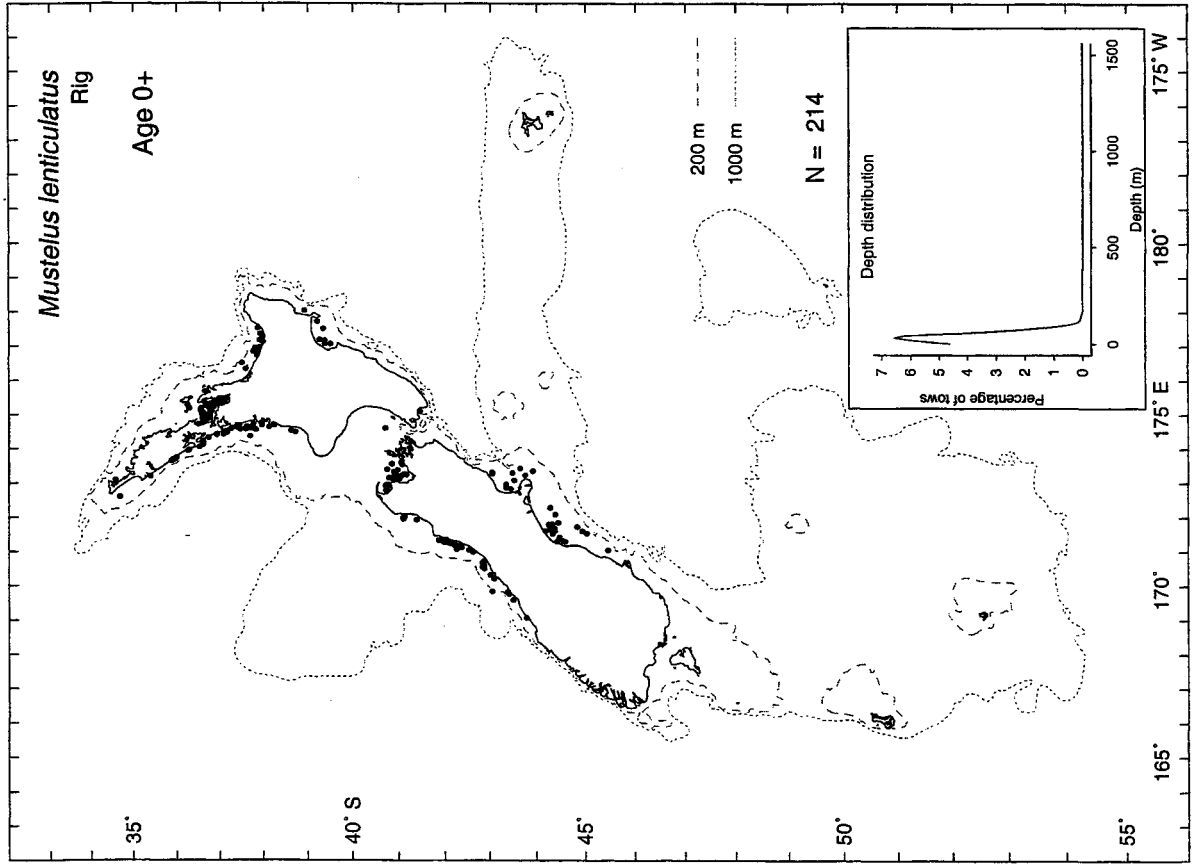 Mustelus lenticulatus
Rig
Age 0+
35°
40° S
45°
50°
55°
165°
170°
175° E
180°
175° W
200 m
1000 m
N = 214
Depth distribution
Percentage of tows
7
6
5
4
3
2
1
0
0
500
1000
1500
Depth (m)